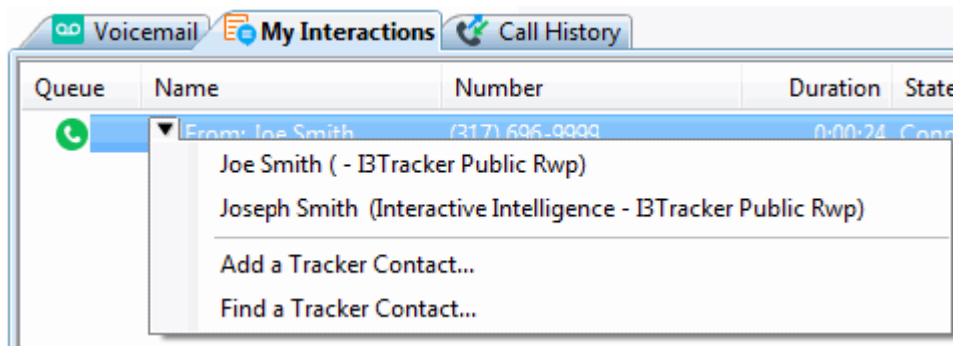 Voicemail My Interactions Call History
Queue Name Number Duration State
From: Joe Smith (317) 696-9999 0:00:24 Conn
Joe Smith ( - I3Tracker Public Rwp)
Joseph Smith (Interactive Intelligence - I3Tracker Public Rwp)
Add a Tracker Contact...
Find a Tracker Contact...